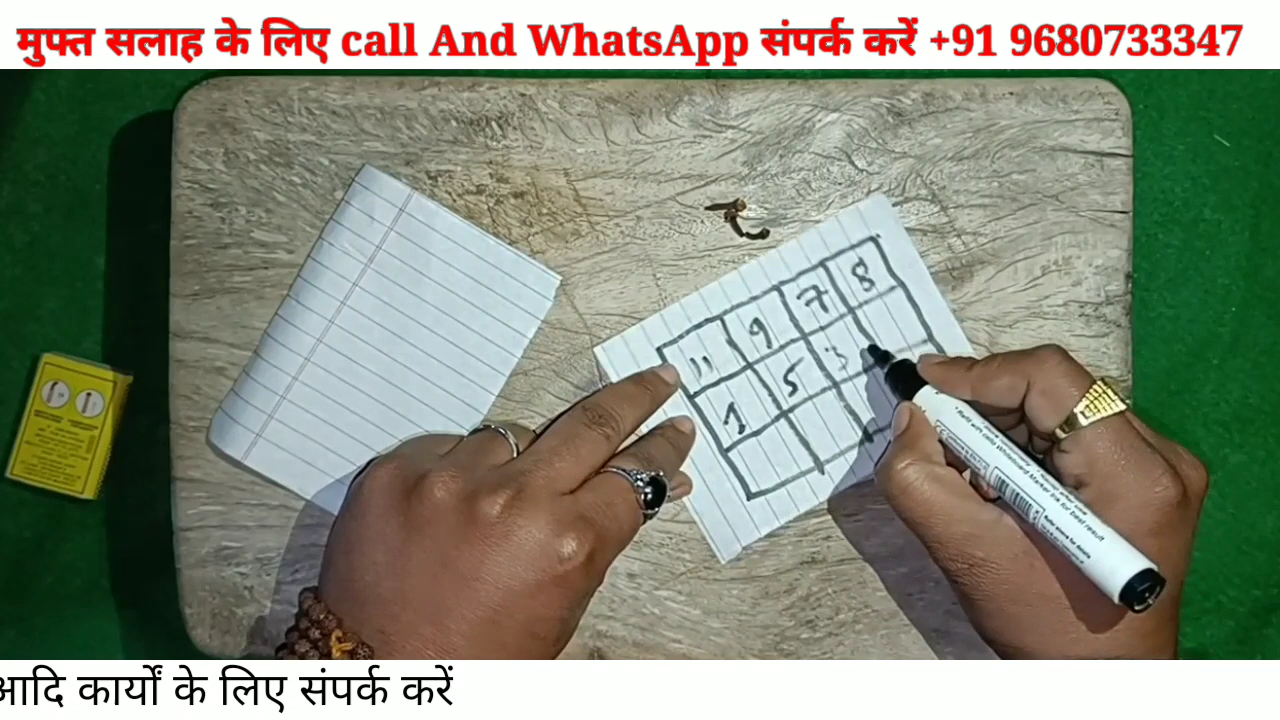 मुफ्त सलाह के लिए call And WhatsApp संपर्क करें +91 9680733347
11 9 7 8
1 5 3
आदि कार्यों के लिए संपर्क करें